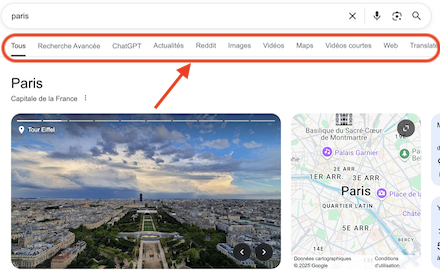 paris
Tous Recherche Avancée ChatGPT Actualités Reddit Images Vidéos Maps Vidéos courtes Web
Paris
Capitale de la France
Tour Eiffel
Basilique du Sacré-Cœur
de Montmartre
Palais Garnier
1ER ARR.
3E ARR.
Paris
Place de la
QUARTIER LATIN
5E ARR.
14E ARR.
Données cartographiques
© 2025 Google
Conditions
d'utilisation